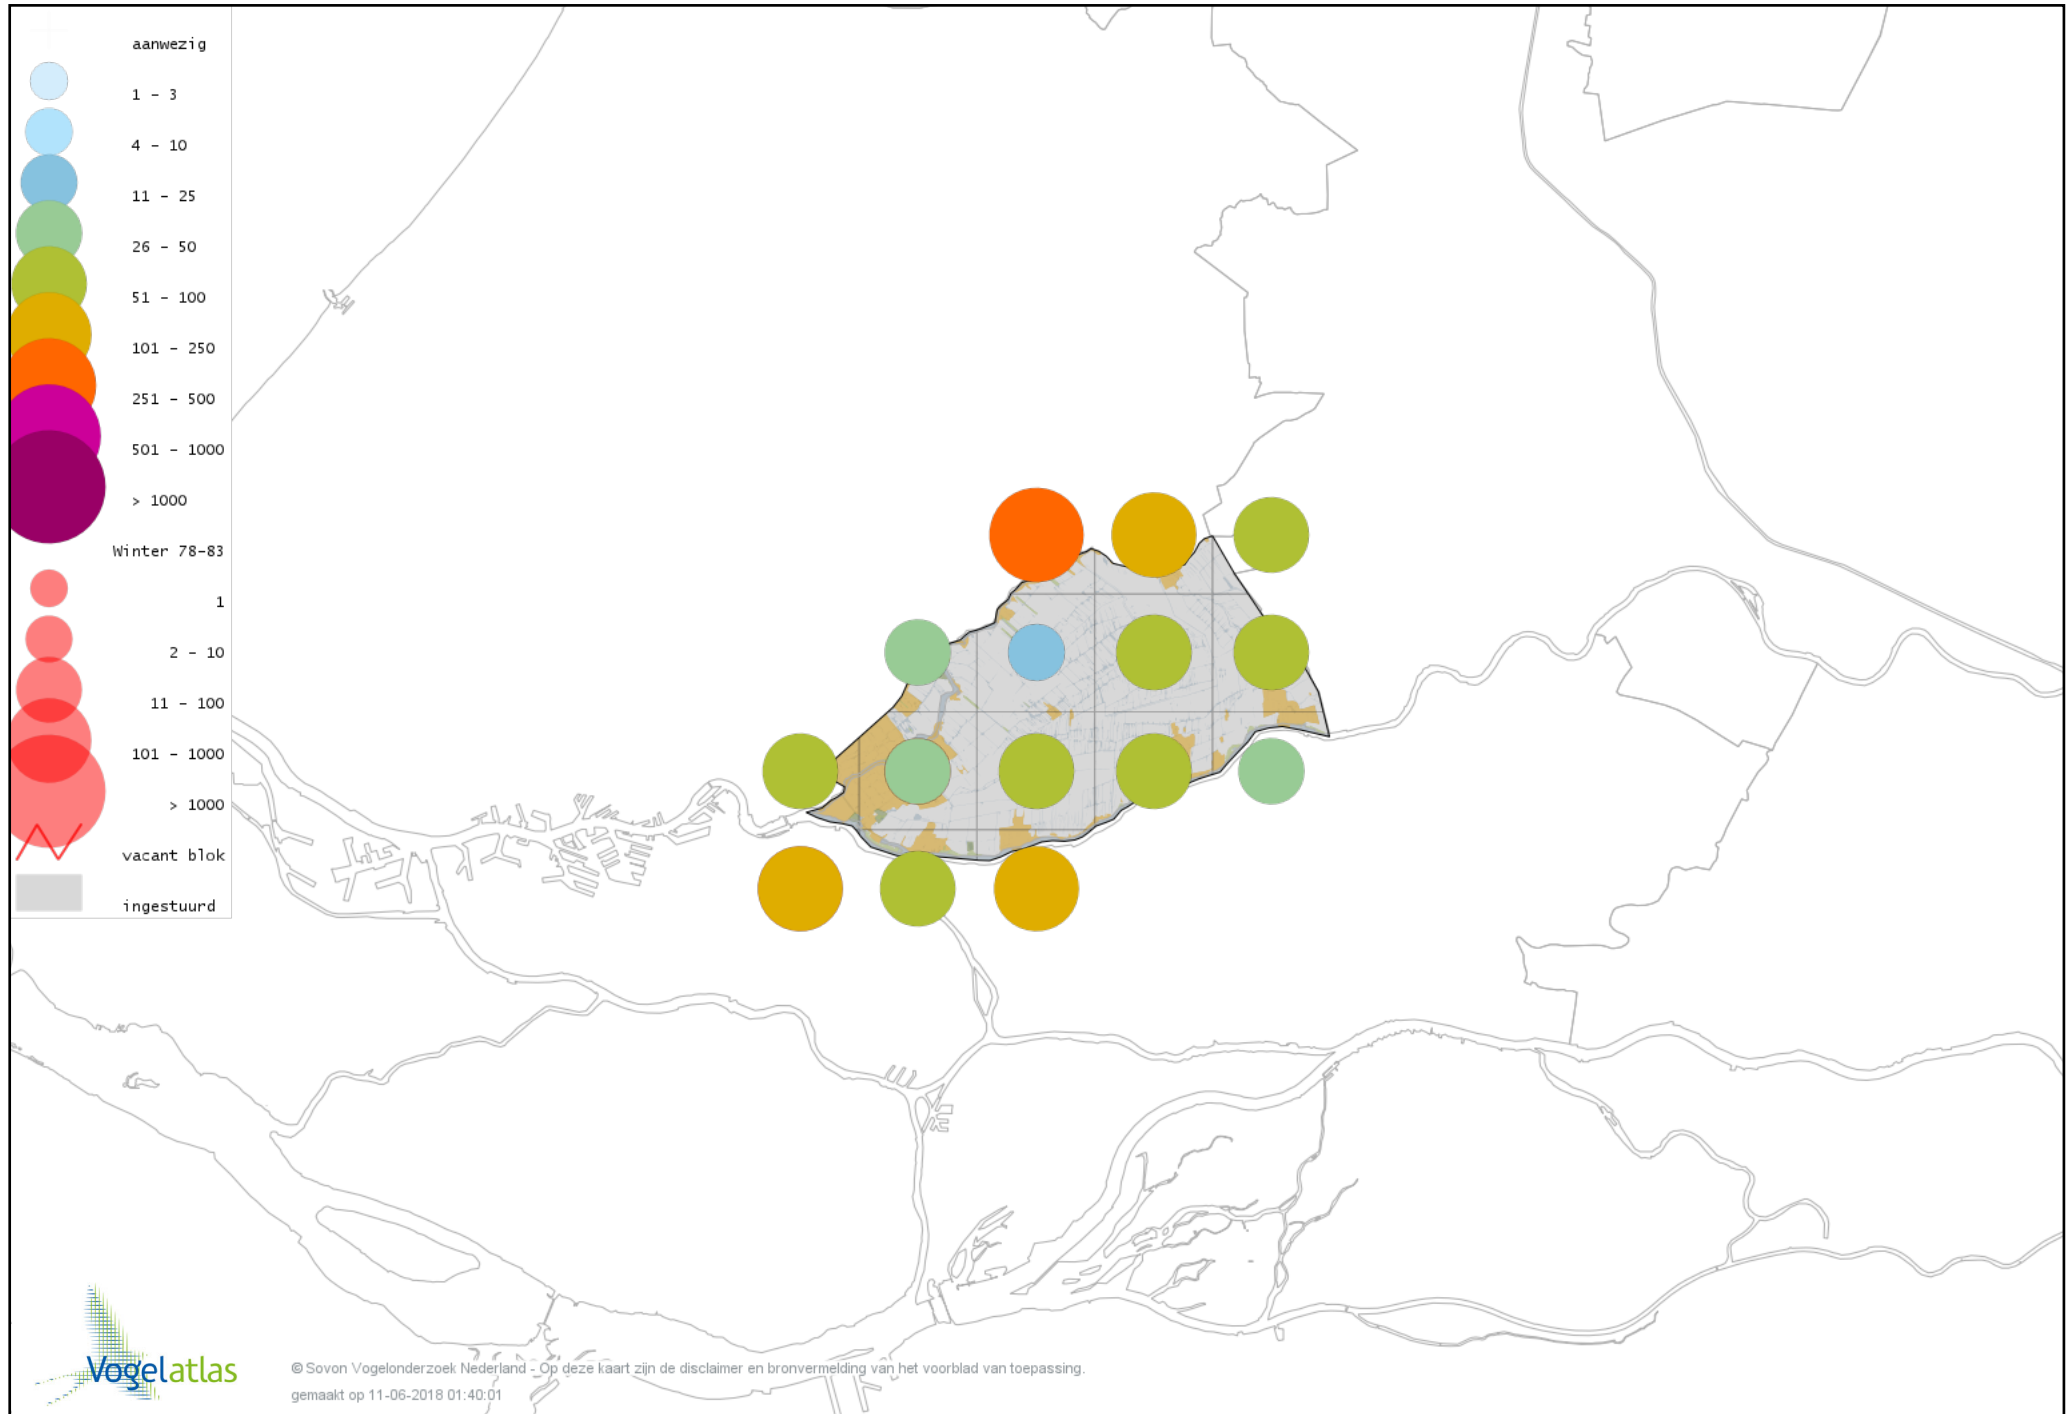 aanwezig
1 - 3
4 - 10
11 - 25
26 - 50
51 - 100
101 - 250
251 - 500
501 - 1000
> 1000
Winter 78-83
1
2 - 10
11 - 100
101 - 1000
> 1000
vacant blok
ingestuurd
Vogelatlas
© Sovon Vogelonderzoek Nederland - Op deze kaart zijn de disclaimer en bronvermelding van het voorblad van toepassing.
gemaakt op 11-06-2018 01:40:01